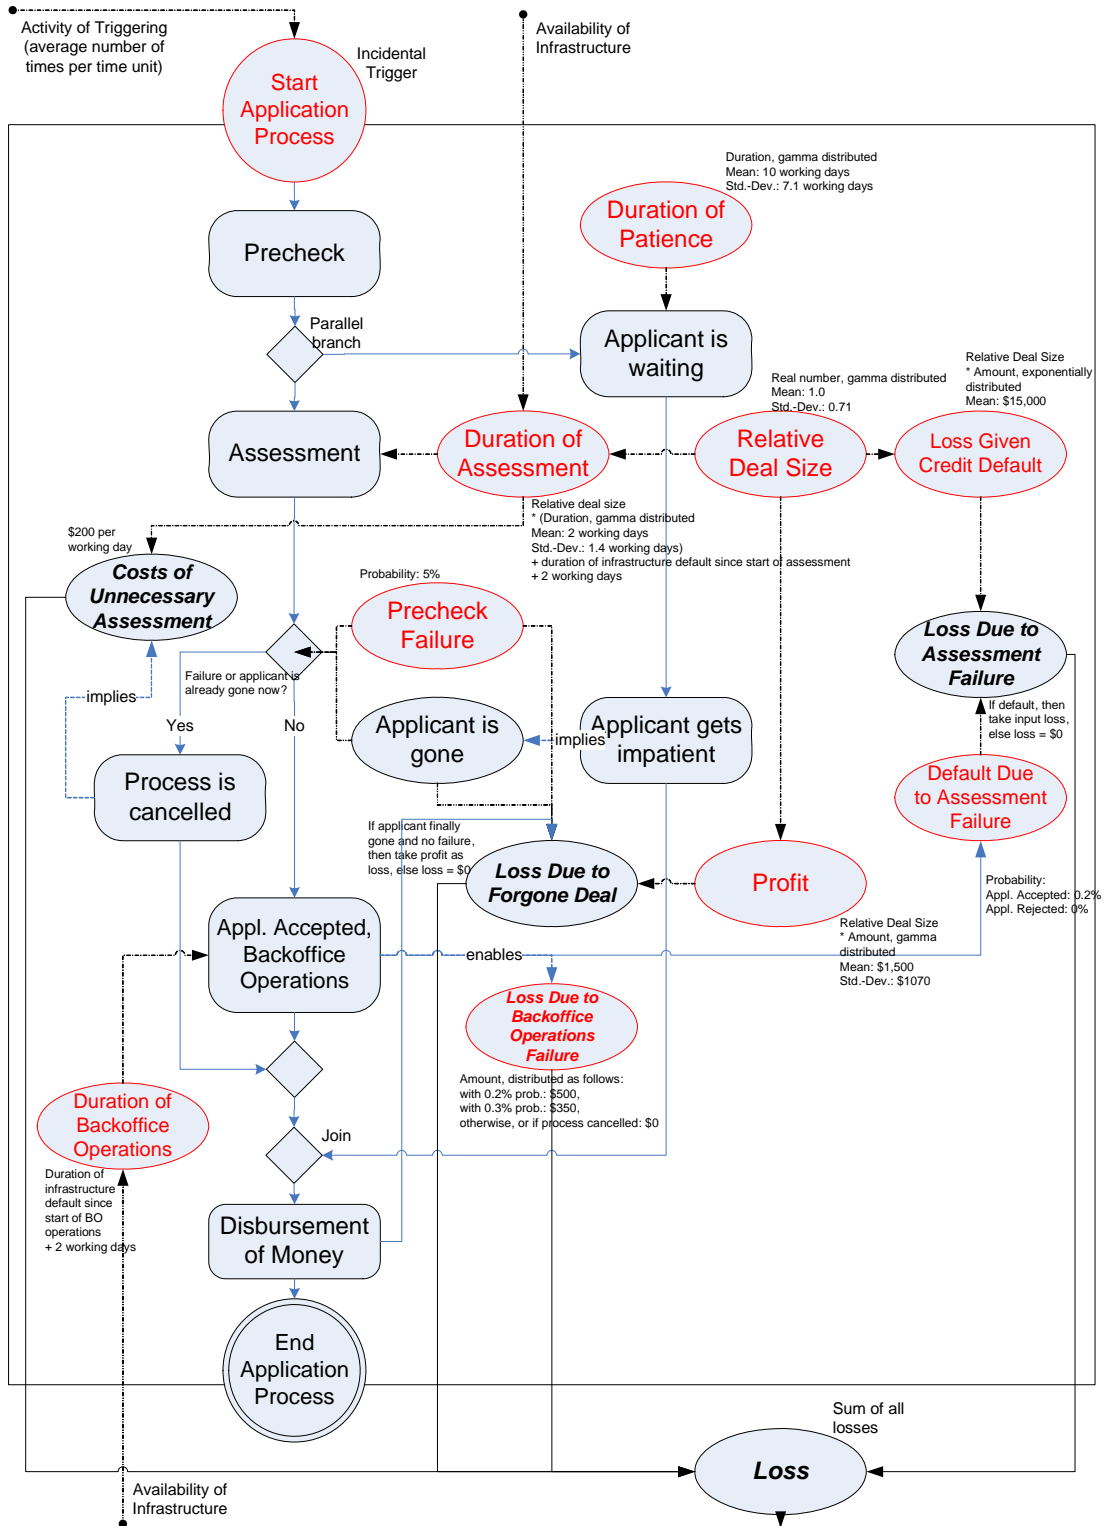 Activity of Triggering
(average number of
times per time unit)
Incidental
Trigger
Availability of
Infrastructure
Start
Application
Process
Duration, gamma distributed
Mean: 10 working days
Std.-Dev.: 7.1 working days
Duration of
Patience
Precheck
Parallel
branch
Applicant is
waiting
Relative Deal Size
* Amount, exponentially
distributed
Mean: $15,000
Real number, gamma distributed
Mean: 1.0
Std.-Dev.: 0.71
Assessment
Duration of
Assessment
Relative
Deal Size
Loss Given
Credit Default
Relative deal size
* (Duration, gamma distributed
Mean: 2 working days
Std.-Dev.: 1.4 working days)
+ duration of infrastructure default since start of assessment
+ 2 working days
$200 per
working day
Costs of
Unnecessary
Assessment
Probability: 5%
Precheck
Failure
Loss Due to
Assessment
Failure
Failure or applicant is
already gone now?
implies
Yes
No
Applicant is
gone
implies
Applicant gets
impatient
If default, then
take input loss,
else loss = $0
Process is
cancelled
Default Due
to Assessment
Failure
If applicant finally
gone and no failure,
then take profit as
loss, else loss = $0
Loss Due to
Forgone Deal
Profit
Probability:
Appl. Accepted: 0.2%
Appl. Rejected: 0%
Appl. Accepted,
Backoffice
Operations
enables
Relative Deal Size
* Amount, gamma
distributed
Mean: $1,500
Std.-Dev.: $1070
Loss Due to
Backoffice
Operations
Failure
Amount, distributed as follows:
with 0.2% prob.: $500,
with 0.3% prob.: $350,
otherwise, or if process cancelled: $0
Duration of
Backoffice
Operations
Join
Duration of
infrastructure
default since
start of BO
operations
+ 2 working days
Disbursement
of Money
End
Application
Process
Sum of all
losses
Loss
Availability of
Infrastructure